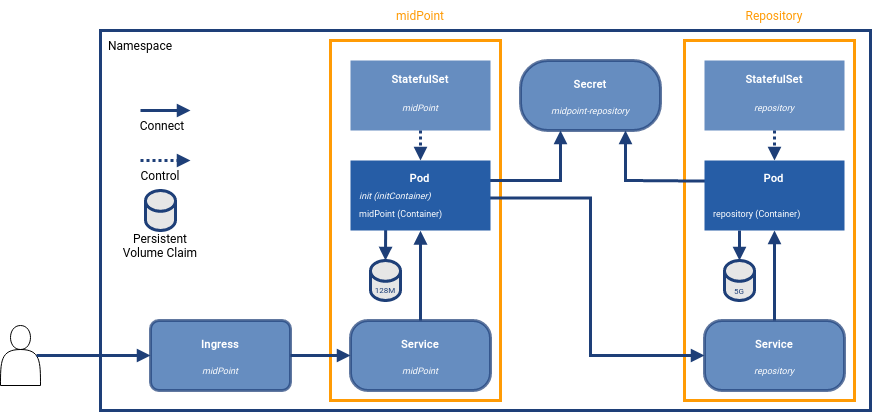 midPoint
Repository
Namespace
Connect
Control
Persistent
Volume Claim
StatefulSet
midPoint
Pod
init (initContainer)
midPoint (Container)
128M
Secret
midpoint-repository
StatefulSet
repository
Pod
repository (Container)
5G
Ingress
midPoint
Service
midPoint
Service
repository